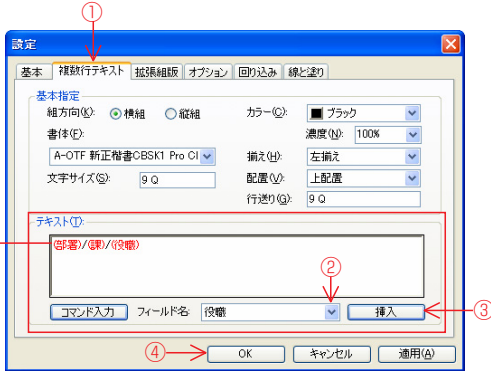 ①
設定
基本 複数行テキスト 拡張組版 オプション 回り込み 線と塗り
基本指定
組方向(K): 横組 縦組 カラー(C): ブラック
書体(F): 濃度(N): 100%
A-OTF 新正楷書CBSK1 Pro Cl 揃え(H): 左揃え
文字サイズ(S): 9 Q 配置(V): 上配置
行送り(G): 9 Q
テキスト(T):
(部署)/(課)/(役職)
②
コマンド入力 フィールド名: 役職 挿入 ③
④ OK キャンセル 適用(A)